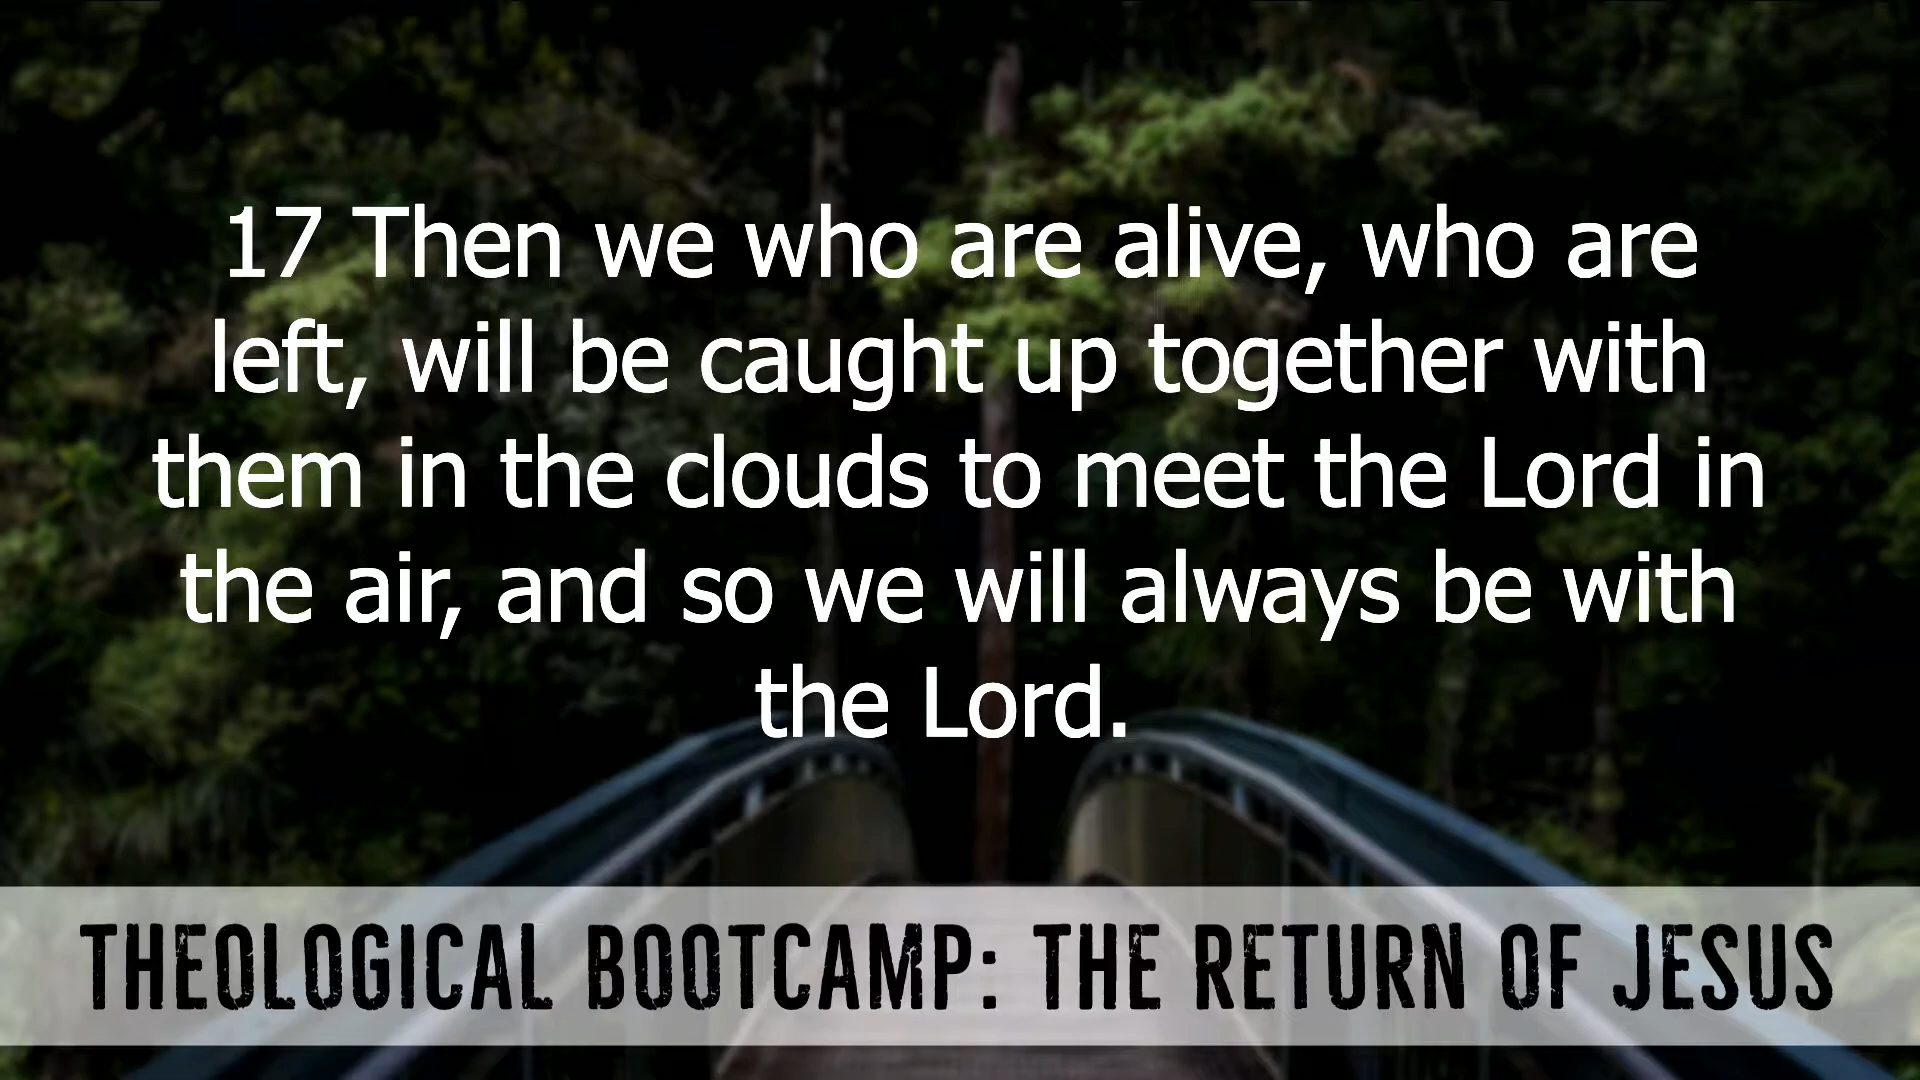 17 Then we who are alive, who are
left, will be caught up together with
them in the clouds to meet the Lord in
the air, and so we will always be with
the Lord.
THEOLOGICAL BOOTCAMP: THE RETURN OF JESUS